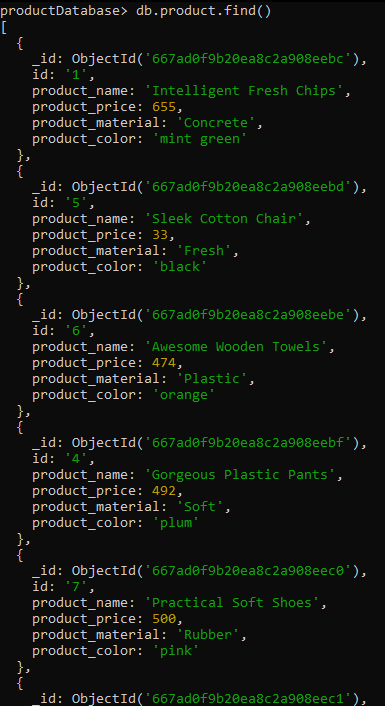 productDatabase> db.product.find()
[
  {
    _id: ObjectId('667ad0f9b20ea8c2a908eebc'),
    id: '1',
    product_name: 'Intelligent Fresh Chips',
    product_price: 655,
    product_material: 'Concrete',
    product_color: 'mint green'
  },
  {
    _id: ObjectId('667ad0f9b20ea8c2a908eebd'),
    id: '5',
    product_name: 'Sleek Cotton Chair',
    product_price: 33,
    product_material: 'Fresh',
    product_color: 'black'
  },
  {
    _id: ObjectId('667ad0f9b20ea8c2a908eebe'),
    id: '6',
    product_name: 'Awesome Wooden Towels',
    product_price: 474,
    product_material: 'Plastic',
    product_color: 'orange'
  },
  {
    _id: ObjectId('667ad0f9b20ea8c2a908eebf'),
    id: '4',
    product_name: 'Gorgeous Plastic Pants',
    product_price: 492,
    product_material: 'Soft',
    product_color: 'plum'
  },
  {
    _id: ObjectId('667ad0f9b20ea8c2a908eec0'),
    id: '7',
    product_name: 'Practical Soft Shoes',
    product_price: 500,
    product_material: 'Rubber',
    product_color: 'pink'
  },
  {
    _id: ObjectId('667ad0f9b20ea8c2a908eec1'),